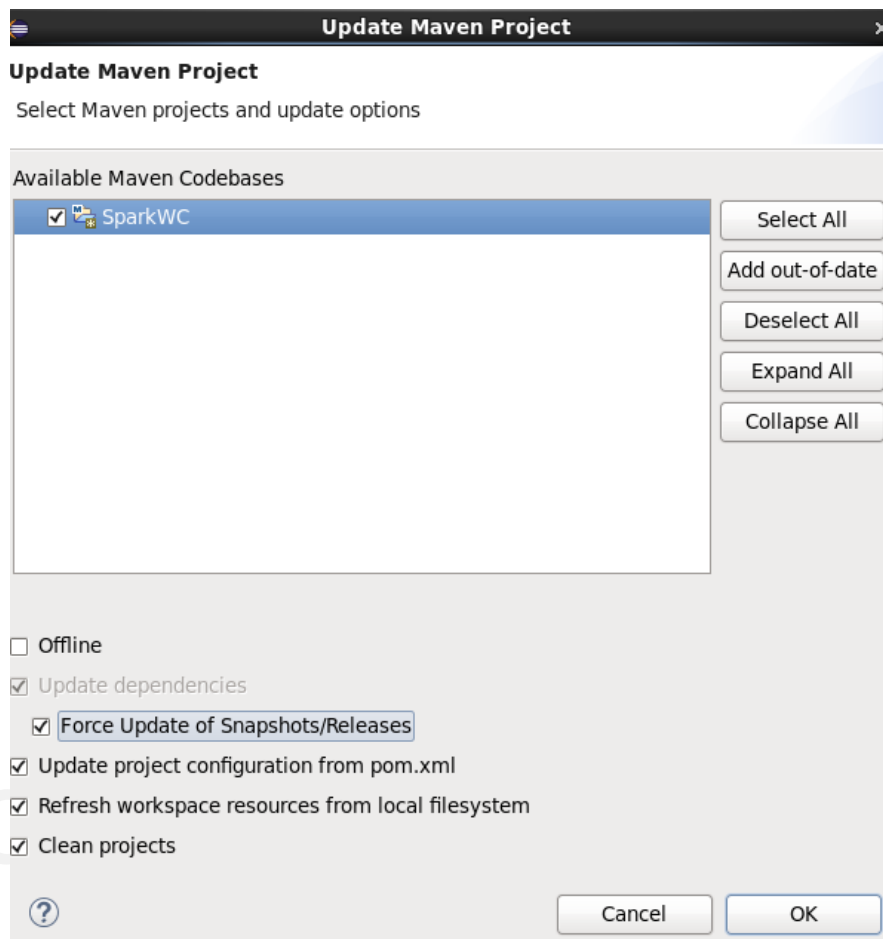 Update Maven Project
Update Maven Project
Select Maven projects and update options
Available Maven Codebases
SparkWC
Select All
Add out-of-date
Deselect All
Expand All
Collapse All
Offline
Update dependencies
Force Update of Snapshots/Releases
Update project configuration from pom.xml
Refresh workspace resources from local filesystem
Clean projects
Cancel
OK